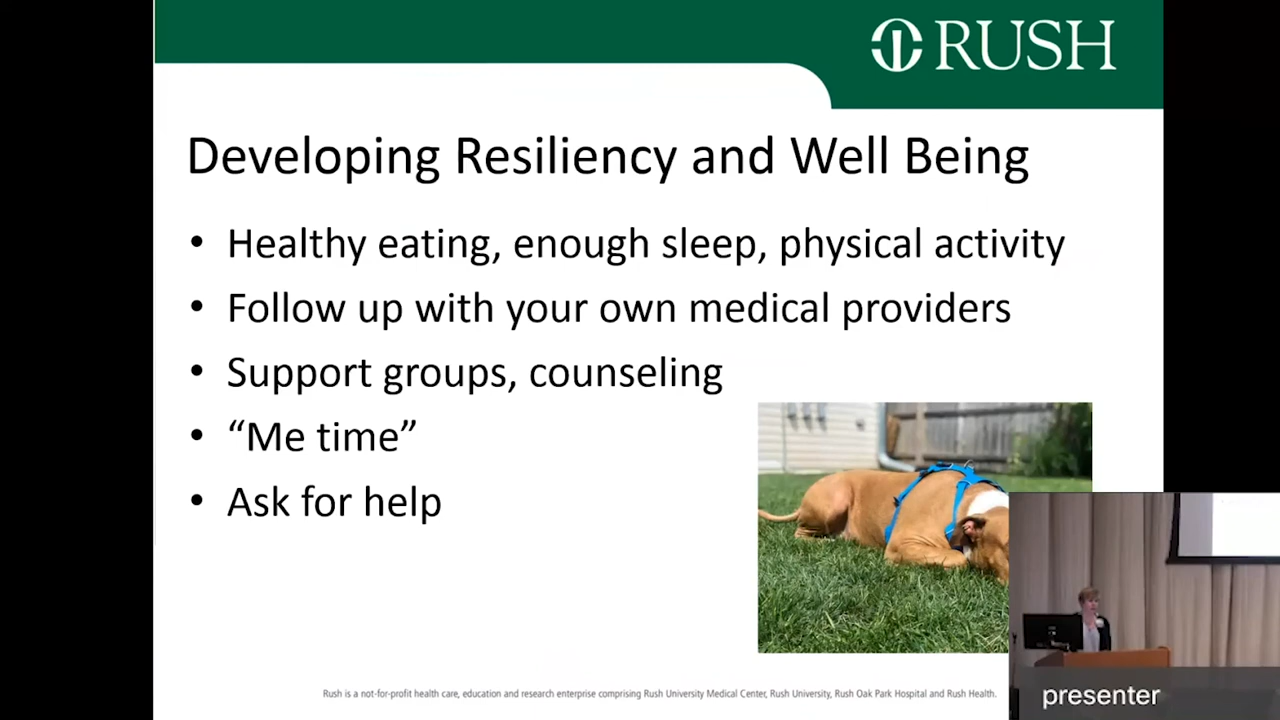 RUSH
Developing Resiliency and Well Being
• Healthy eating, enough sleep, physical activity
• Follow up with your own medical providers
• Support groups, counseling
• “Me time”
• Ask for help
Rush is a not-for-profit health care, education and research enterprise comprising Rush University Medical Center, Rush University, Rush Oak Park Hospital and Rush Health.
presenter